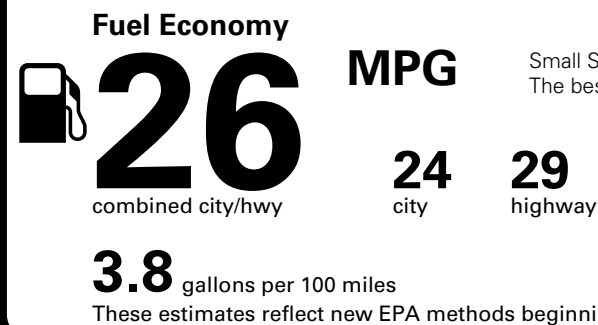 Fuel Economy
26 MPG
Small S
The bes
24 29
combined city/hwy city highway
3.8 gallons per 100 miles
These estimates reflect new EPA methods beginni